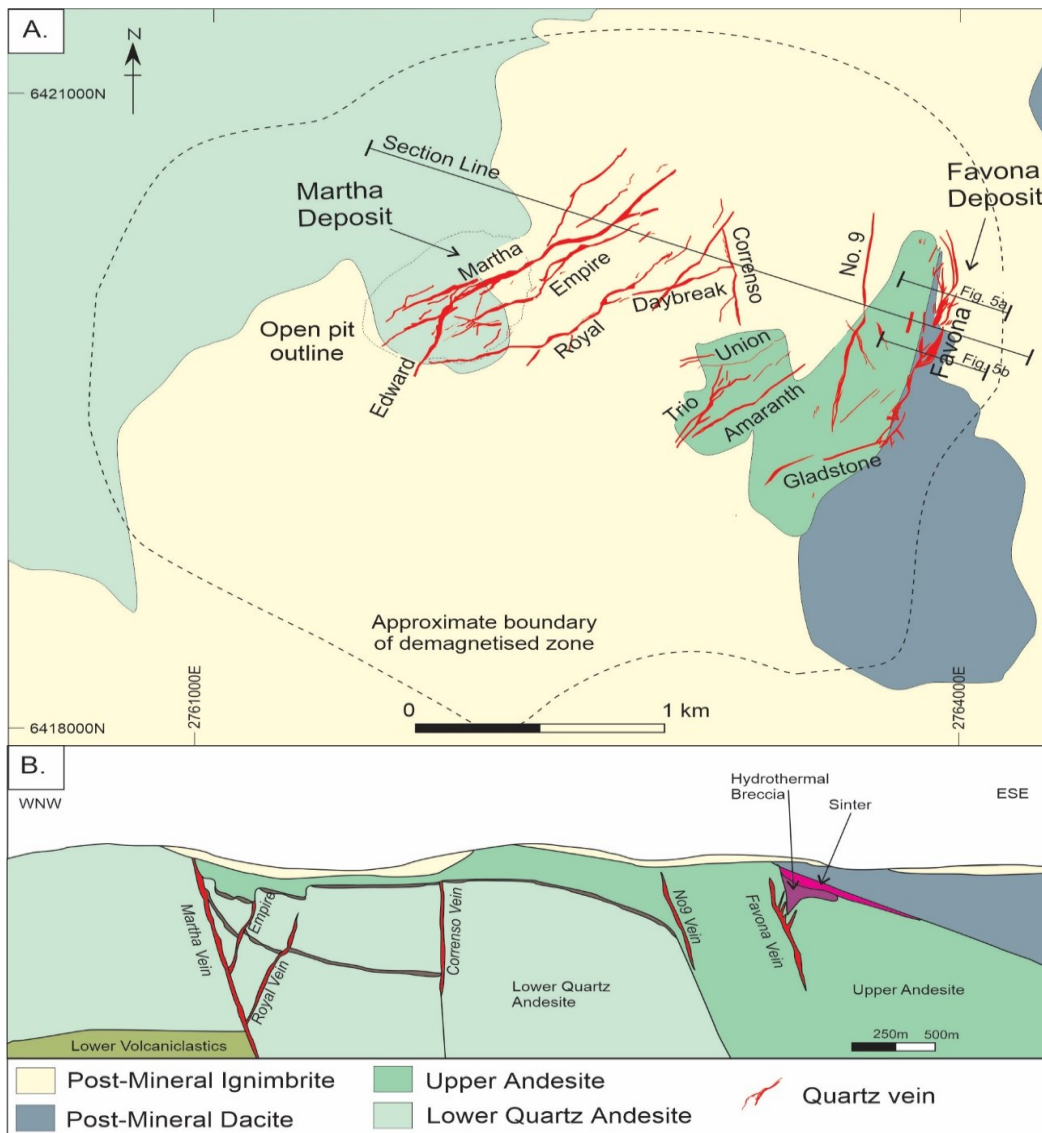 A.
N
6421000N
Section Line
Martha
Deposit
Favona
Deposit
Martha
Empire
No. 9
Correnso
Daybreak
Fig. 5a
Open pit
outline
Royal
Favona
Edward
Union
Fig. 5b
Trio
Amaranth
Gladstone
Approximate boundary
of demagnetised zone
2761000E
2764000E
0
1 km
6418000N
B.
WNW
Hydrothermal
Breccia
Sinter
ESE
Martha Vein
Empire
Royal Vein
Correnso Vein
No9 Vein
Favona Vein
Lower Quartz
Andesite
Upper Andesite
Lower Volcaniclastics
250m 500m
Post-Mineral Ignimbrite
Upper Andesite
Quartz vein
Post-Mineral Dacite
Lower Quartz Andesite